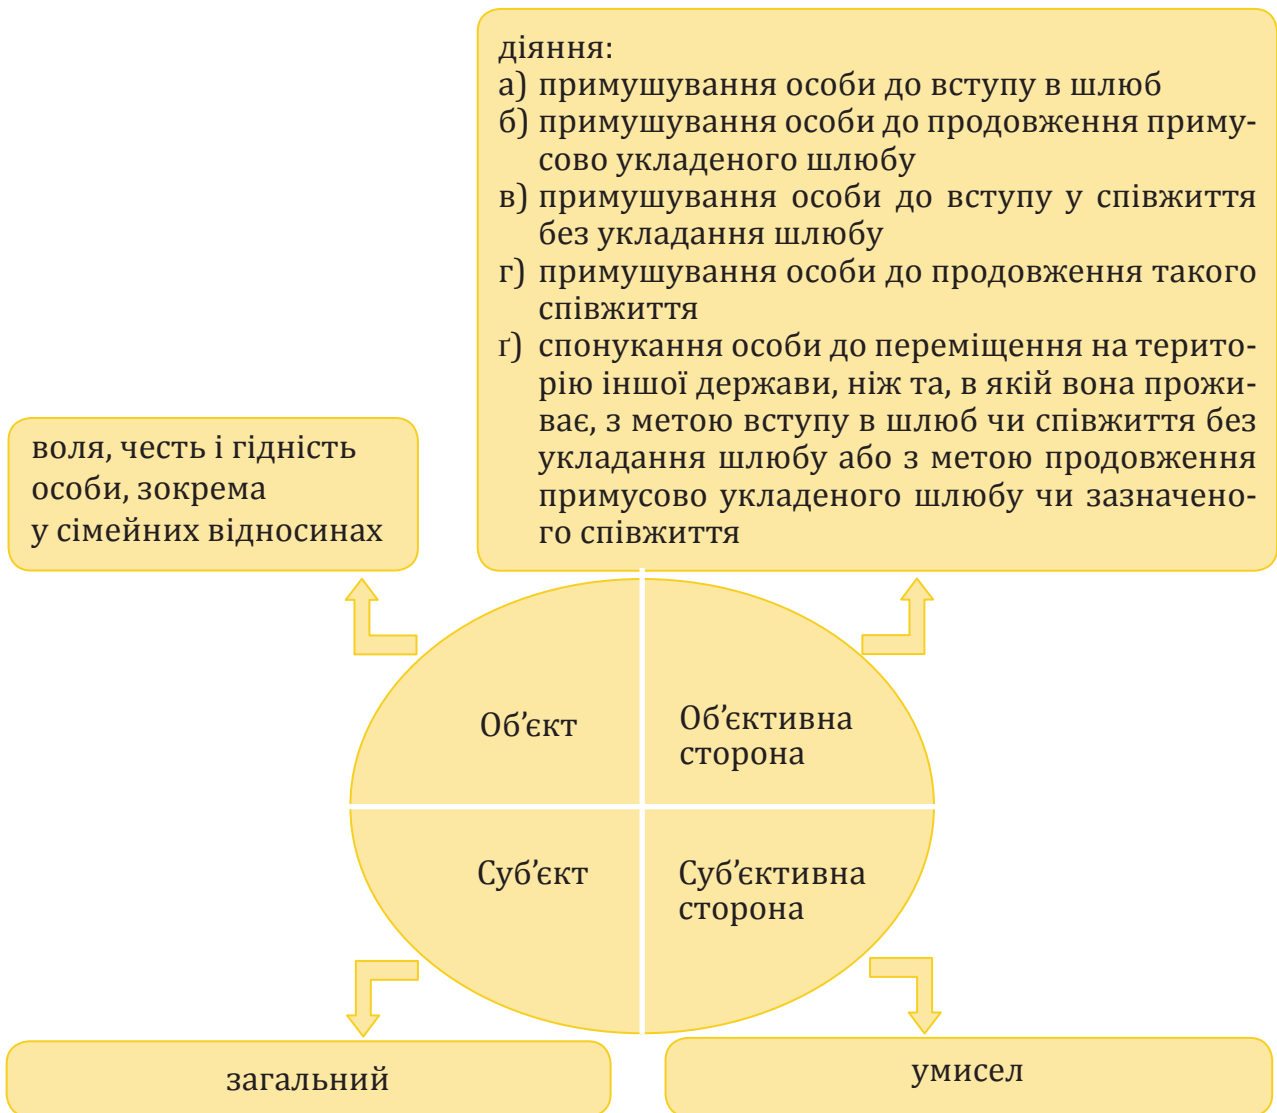 діяння:
а) примушування особи до вступу в шлюб
б) примушування особи до продовження приму-
сово укладеного шлюбу
в) примушування особи до вступу у співжиття
без укладання шлюбу
г) примушування особи до продовження такого
співжиття
ґ) спонукання особи до переміщення на терито-
рію іншої держави, ніж та, в якій вона прожи-
ває, з метою вступу в шлюб чи співжиття без
укладання шлюбу або з метою продовження
примусово укладеного шлюбу чи зазначено-
го співжиття
воля, честь і гідність
особи, зокрема
у сімейних відносинах
Об’єкт
Об’єктивна
сторона
Суб’єкт
Суб’єктивна
сторона
загальний
умисел